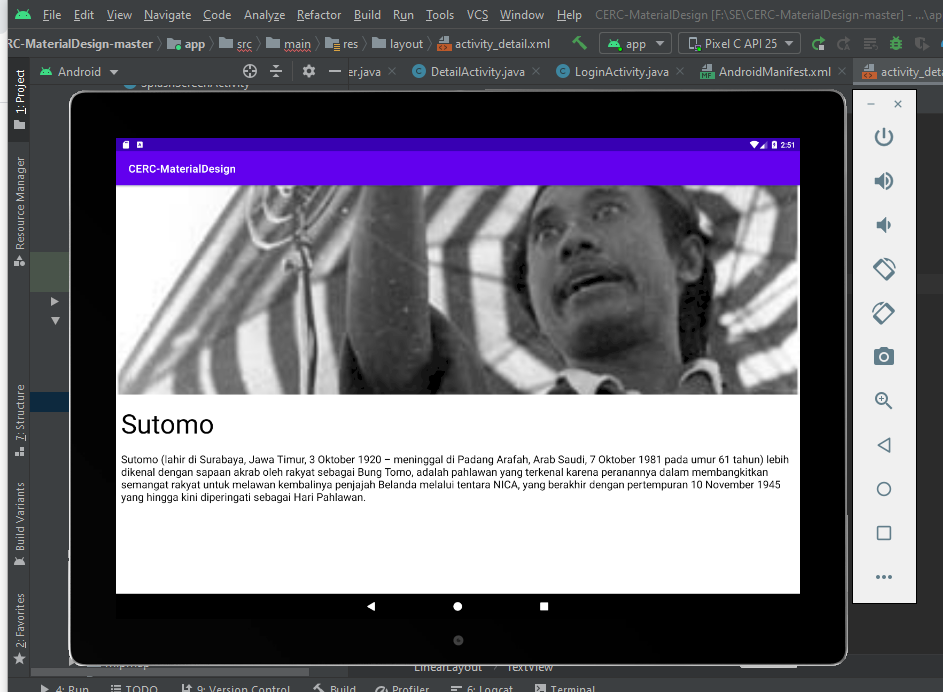 File Edit View Navigate Code Analyze Refactor Build Run Tools VCS Window Help CERC-MaterialDesign [F:\SE\CERC-MaterialDesign-master] - ...\ap
RC-MaterialDesign-master app src main res layout activity_detail.xml app Pixel C API 25
Android er.java DetailActivity.java LoginActivity.java AndroidManifest.xml activity_deta
SplashScreenActivity
1: Project
Resource Manager
7: Structure
Build Variants
2: Favorites
2:51
CERC-MaterialDesign
Sutomo
Sutomo (lahir di Surabaya, Jawa Timur, 3 Oktober 1920 – meninggal di Padang Arafah, Arab Saudi, 7 Oktober 1981 pada umur 61 tahun) lebih
dikenal dengan sapaan akrab oleh rakyat sebagai Bung Tomo, adalah pahlawan yang terkenal karena peranannya dalam membangkitkan
semangat rakyat untuk melawan kembalinya penjajah Belanda melalui tentara NICA, yang berakhir dengan pertempuran 10 November 1945
yang hingga kini diperingati sebagai Hari Pahlawan.
LinearLayout TextView
4: Run TODO 9: Version Control Build Profiler 6: Logcat Terminal